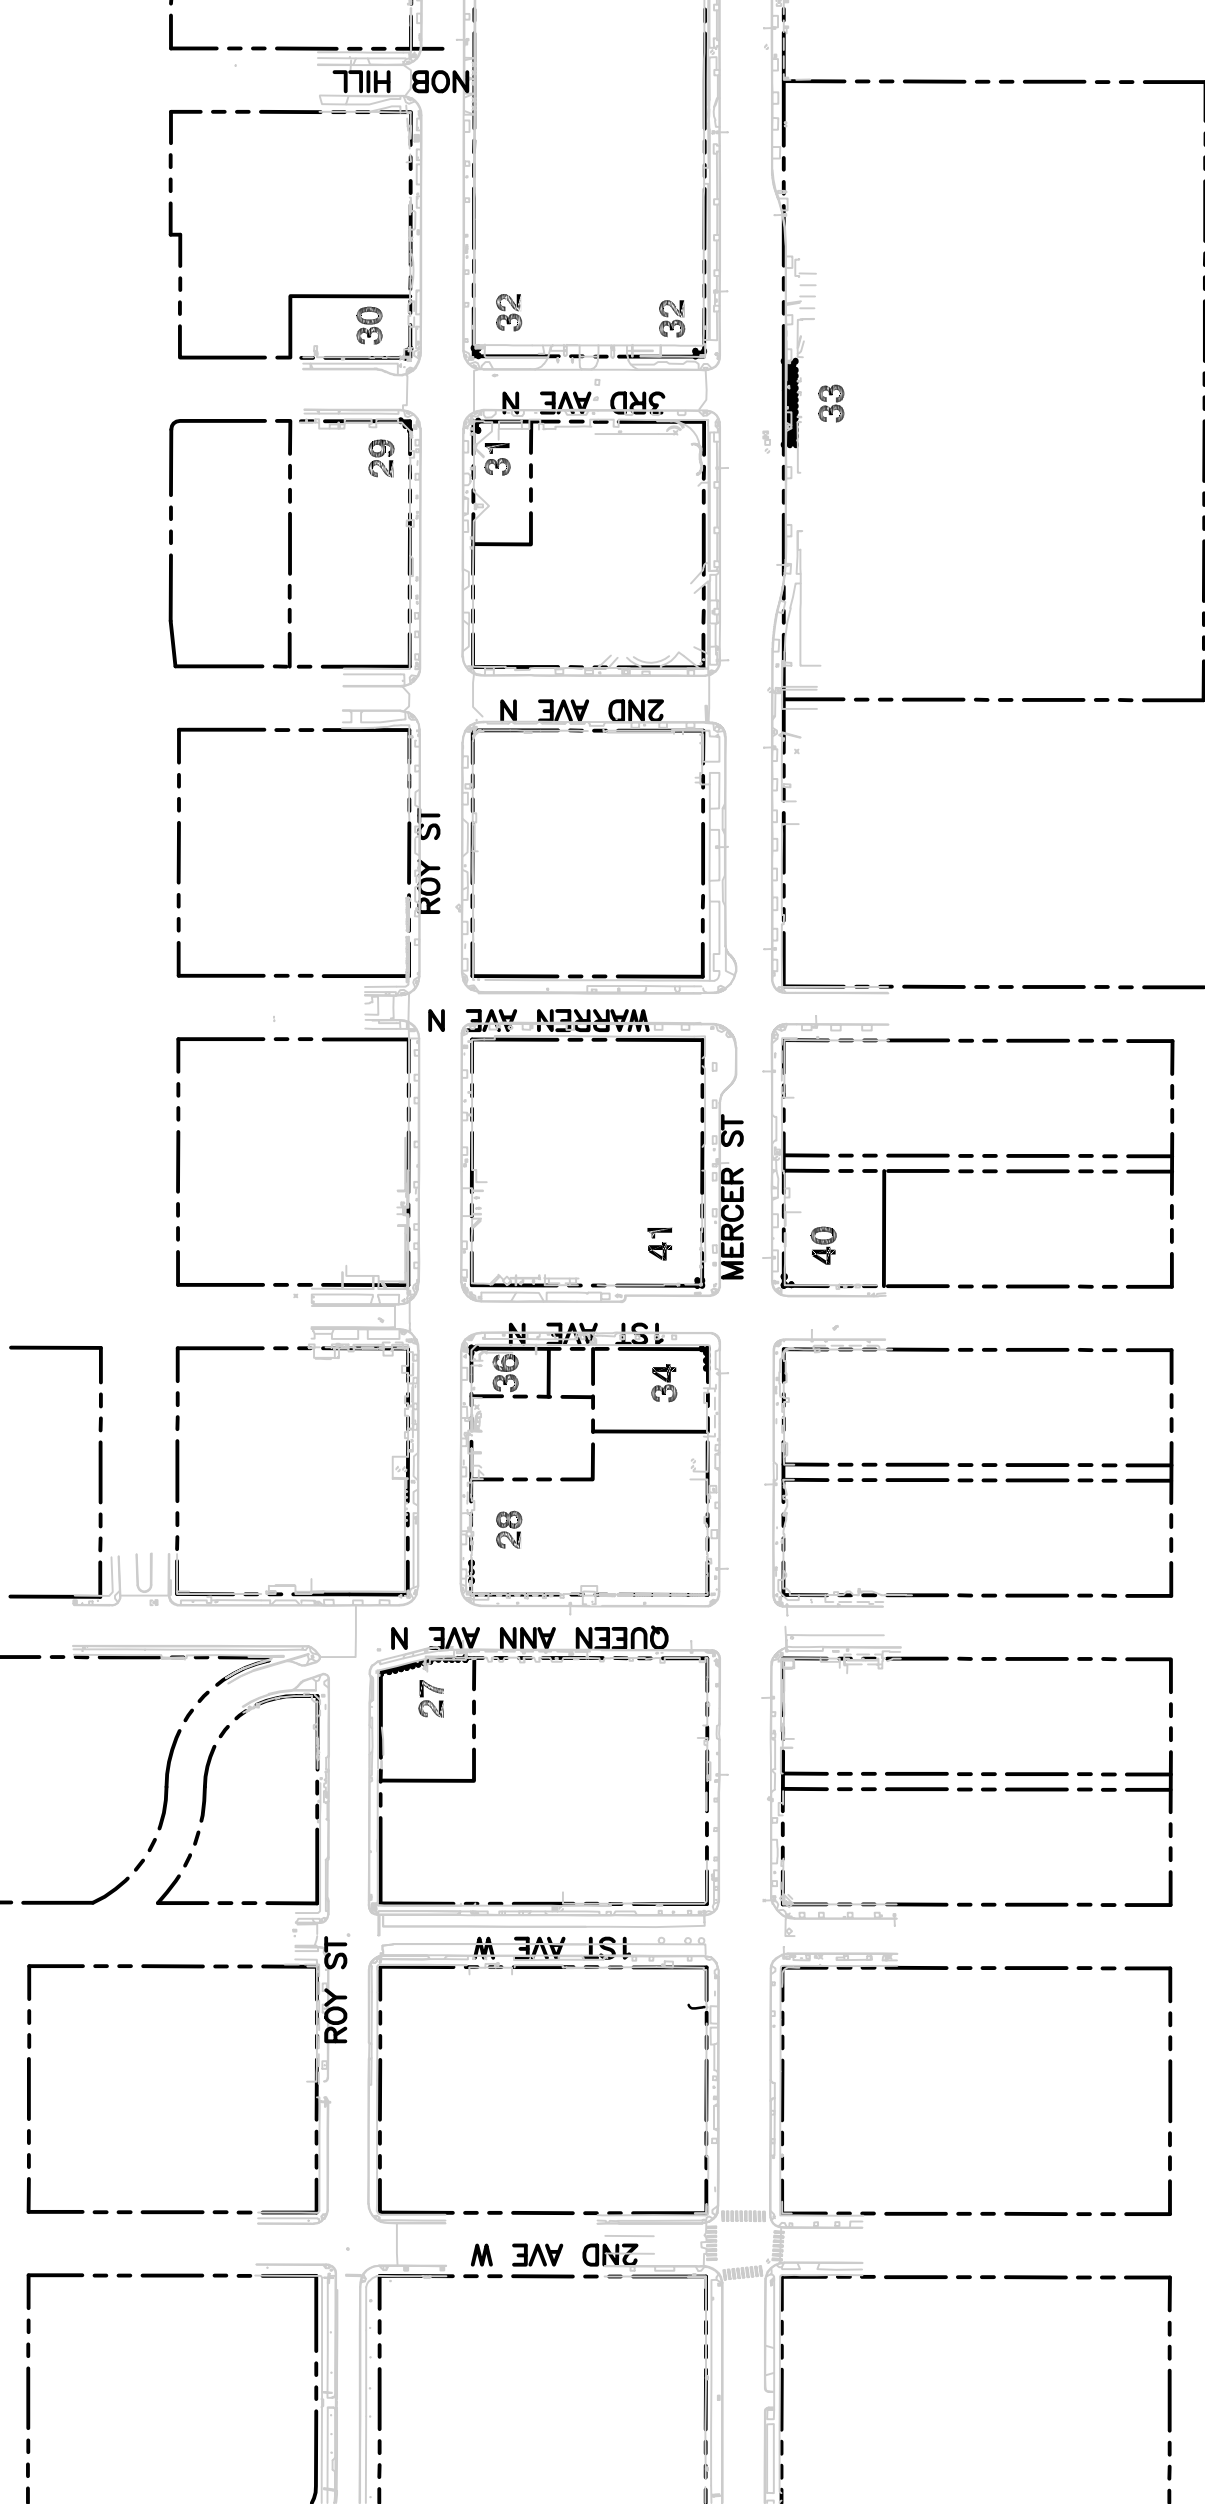 NOB HILL
32
32
30
3RD AVE N
33
29
31
2ND AVE N
ROY ST
WARREN AVE N
MERCER ST
41
40
1ST AVE N
36
34
28
QUEEN ANN AVE N
27
1ST AVE W
ROY ST
2ND AVE W